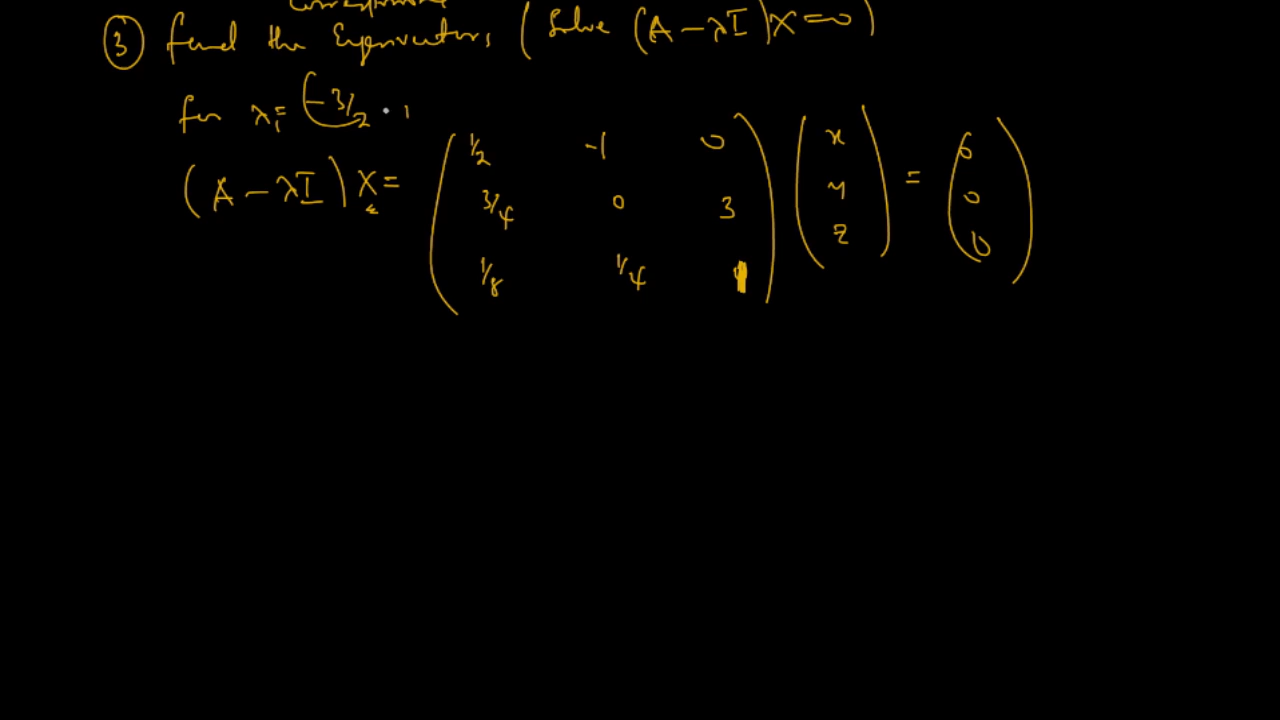 ③ find the Eigenvectors (Solve (A - λI)X = 0)
for λ₁ = (-3/2 . 1
(A - λI) X = ( 1/2 -1 0 ) ( x ) = ( 0 )
( 3/4 0 3 ) ( y ) ( 0 )
( 1/8 1/4 ) ( z ) ( 0 )